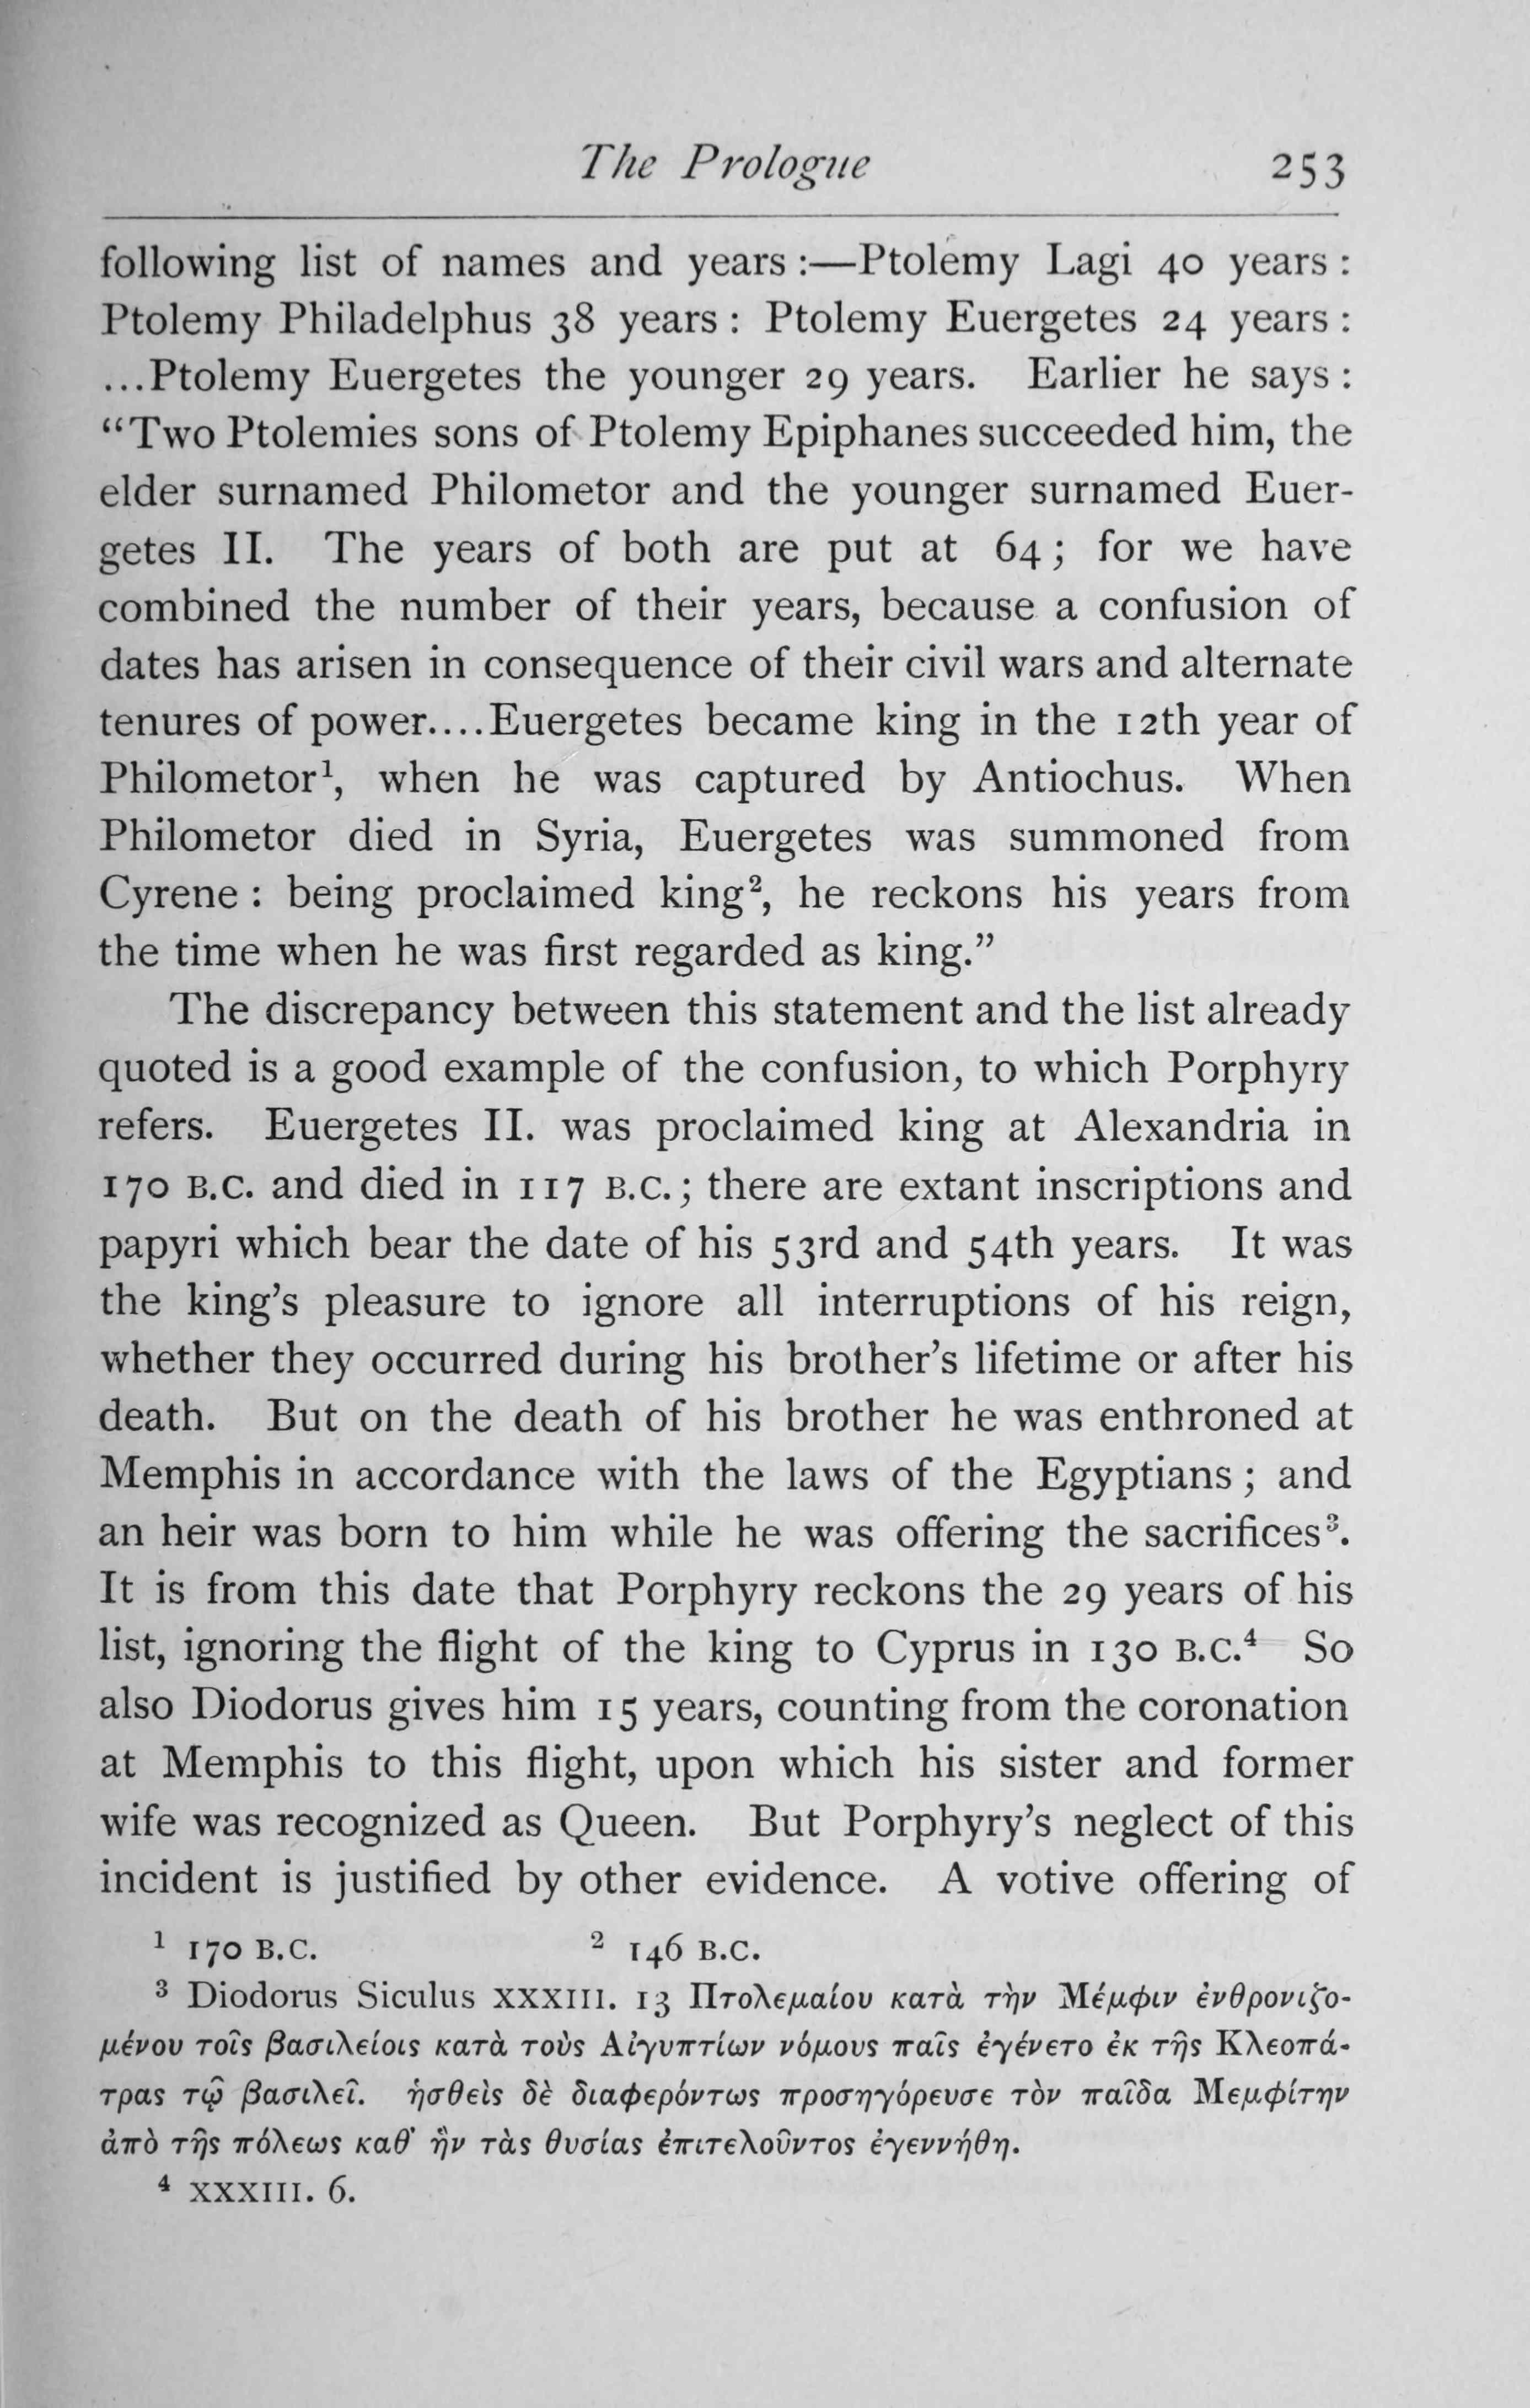 The Prologue 253
following list of names and years :—Ptolemy Lagi 40 years :
Ptolemy Philadelphus 38 years : Ptolemy Euergetes 24 years :
...Ptolemy Euergetes the younger 29 years. Earlier he says :
“Two Ptolemies sons of Ptolemy Epiphanes succeeded him, the
elder surnamed Philometor and the younger surnamed Euer-
getes II. The years of both are put at 64 ; for we have
combined the number of their years, because a confusion of
dates has arisen in consequence of their civil wars and alternate
tenures of power....Euergetes became king in the 12th year of
Philometor¹, when he was captured by Antiochus. When
Philometor died in Syria, Euergetes was summoned from
Cyrene : being proclaimed king², he reckons his years from
the time when he was first regarded as king.”
The discrepancy between this statement and the list already
quoted is a good example of the confusion, to which Porphyry
refers. Euergetes II. was proclaimed king at Alexandria in
170 B.C. and died in 117 B.C.; there are extant inscriptions and
papyri which bear the date of his 53rd and 54th years. It was
the king’s pleasure to ignore all interruptions of his reign,
whether they occurred during his brother’s lifetime or after his
death. But on the death of his brother he was enthroned at
Memphis in accordance with the laws of the Egyptians ; and
an heir was born to him while he was offering the sacrifices³.
It is from this date that Porphyry reckons the 29 years of his
list, ignoring the flight of the king to Cyprus in 130 B.C.⁴ So
also Diodorus gives him 15 years, counting from the coronation
at Memphis to this flight, upon which his sister and former
wife was recognized as Queen. But Porphyry’s neglect of this
incident is justified by other evidence. A votive offering of
¹ 170 B.C. ² 146 B.C.
³ Diodorus Siculus XXXIII. 13 Πτολεμαίου κατὰ τὴν Μέμφιν ἐνθρονιζο-
μένου τοῖς βασιλείοις κατὰ τοὺς Αἰγυπτίων νόμους παῖς ἐγένετο ἐκ τῆς Κλεοπά-
τρας τῷ βασιλεῖ. ἡσθεὶς δὲ διαφερόντως προσηγόρευσε τὸν παῖδα Μεμφίτην
ἀπὸ τῆς πόλεως καθ’ ἣν τὰς θυσίας ἐπιτελοῦντος ἐγεννήθη.
⁴ XXXIII. 6.